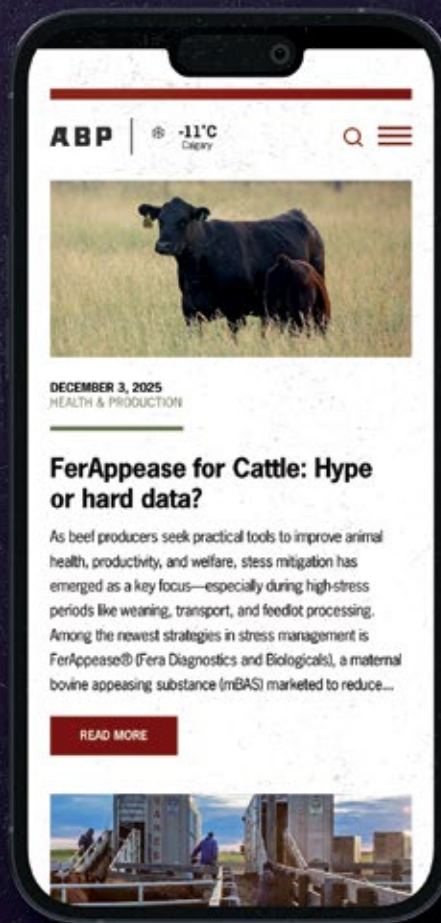 ABP
-11°C
Calgary
DECEMBER 3, 2025
HEALTH & PRODUCTION
FerAppease for Cattle: Hype
or hard data?
As beef producers seek practical tools to improve animal
health, productivity, and welfare, stess mitigation has
emerged as a key focus—especially during high-stress
periods like weaning, transport, and feedlot processing.
Among the newest strategies in stress management is
FerAppease® (Fera Diagnostics and Biologicals), a maternal
bovine appeasing substance (mBAS) marketed to reduce...
READ MORE